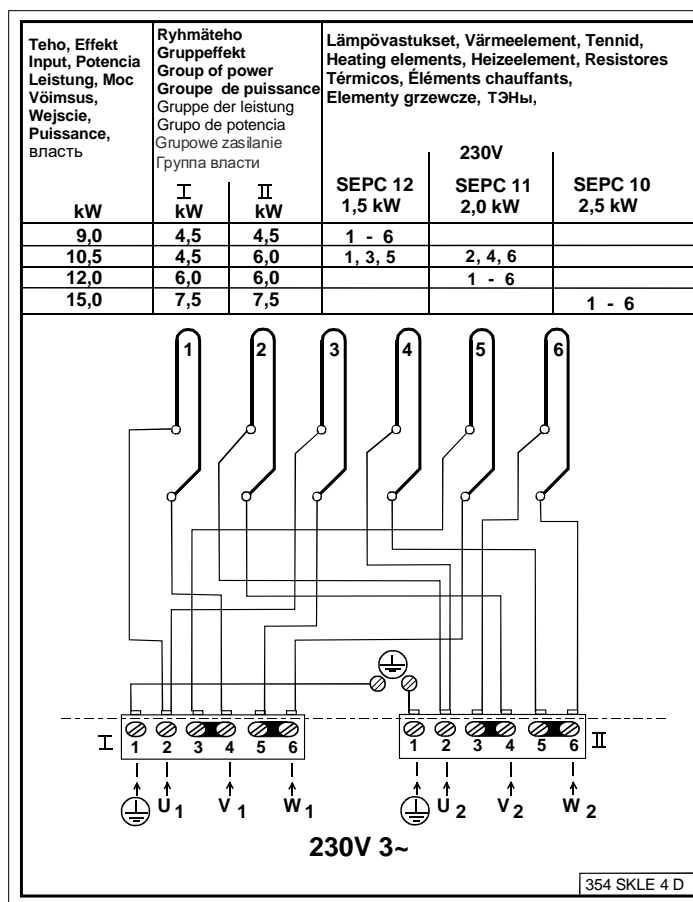 Teho, Effekt
Input, Potencia
Leistung, Moc
Vöimsus,
Wejscie,
Puissance,
власть
kW
Ryhmäteho
Gruppeffekt
Group of power
Groupe de puissance
Gruppe der leistung
Grupo de potencia
Grupowe zasilanie
Группа власти
I II
kW kW
Lämpövastukset, Värmeelement, Tennid,
Heating elements, Heizeelement, Resistores
Térmicos, Éléments chauffants,
Elementy grzewcze, ТЭНы,
230V
SEPC 12 SEPC 11 SEPC 10
1,5 kW 2,0 kW 2,5 kW
9,0 4,5 4,5 1 - 6
10,5 4,5 6,0 1, 3, 5 2, 4, 6
12,0 6,0 6,0 1 - 6
15,0 7,5 7,5 1 - 6
1 2 3 4 5 6
I 1 2 3 4 5 6 1 2 3 4 5 6 II
U1 V1 W1 U2 V2 W2
230V 3~
354 SKLE 4 D